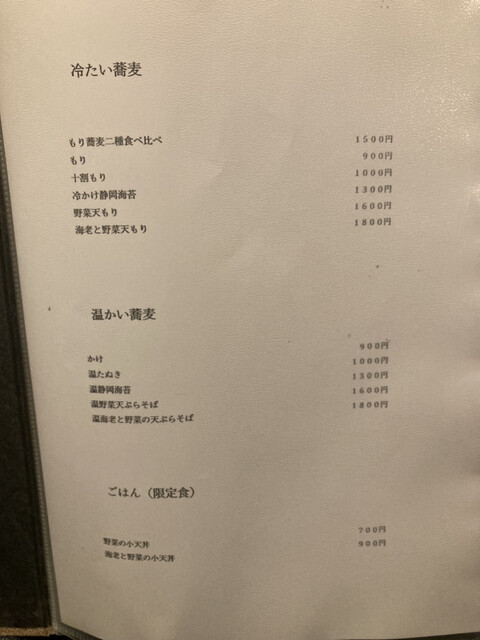 冷たい蕎麦
もり蕎麦二種食べ比べ 1500円
もり 900円
十割もり 1000円
冷かけ静岡海苔 1300円
野菜天もり 1600円
海老と野菜天もり 1800円
温かい蕎麦
かけ 900円
温たぬき 1000円
温静岡海苔 1300円
温野菜天ぷらそば 1600円
温海老と野菜の天ぷらそば 1800円
ごはん（限定食）
野菜の小天丼 700円
海老と野菜の小天丼 900円